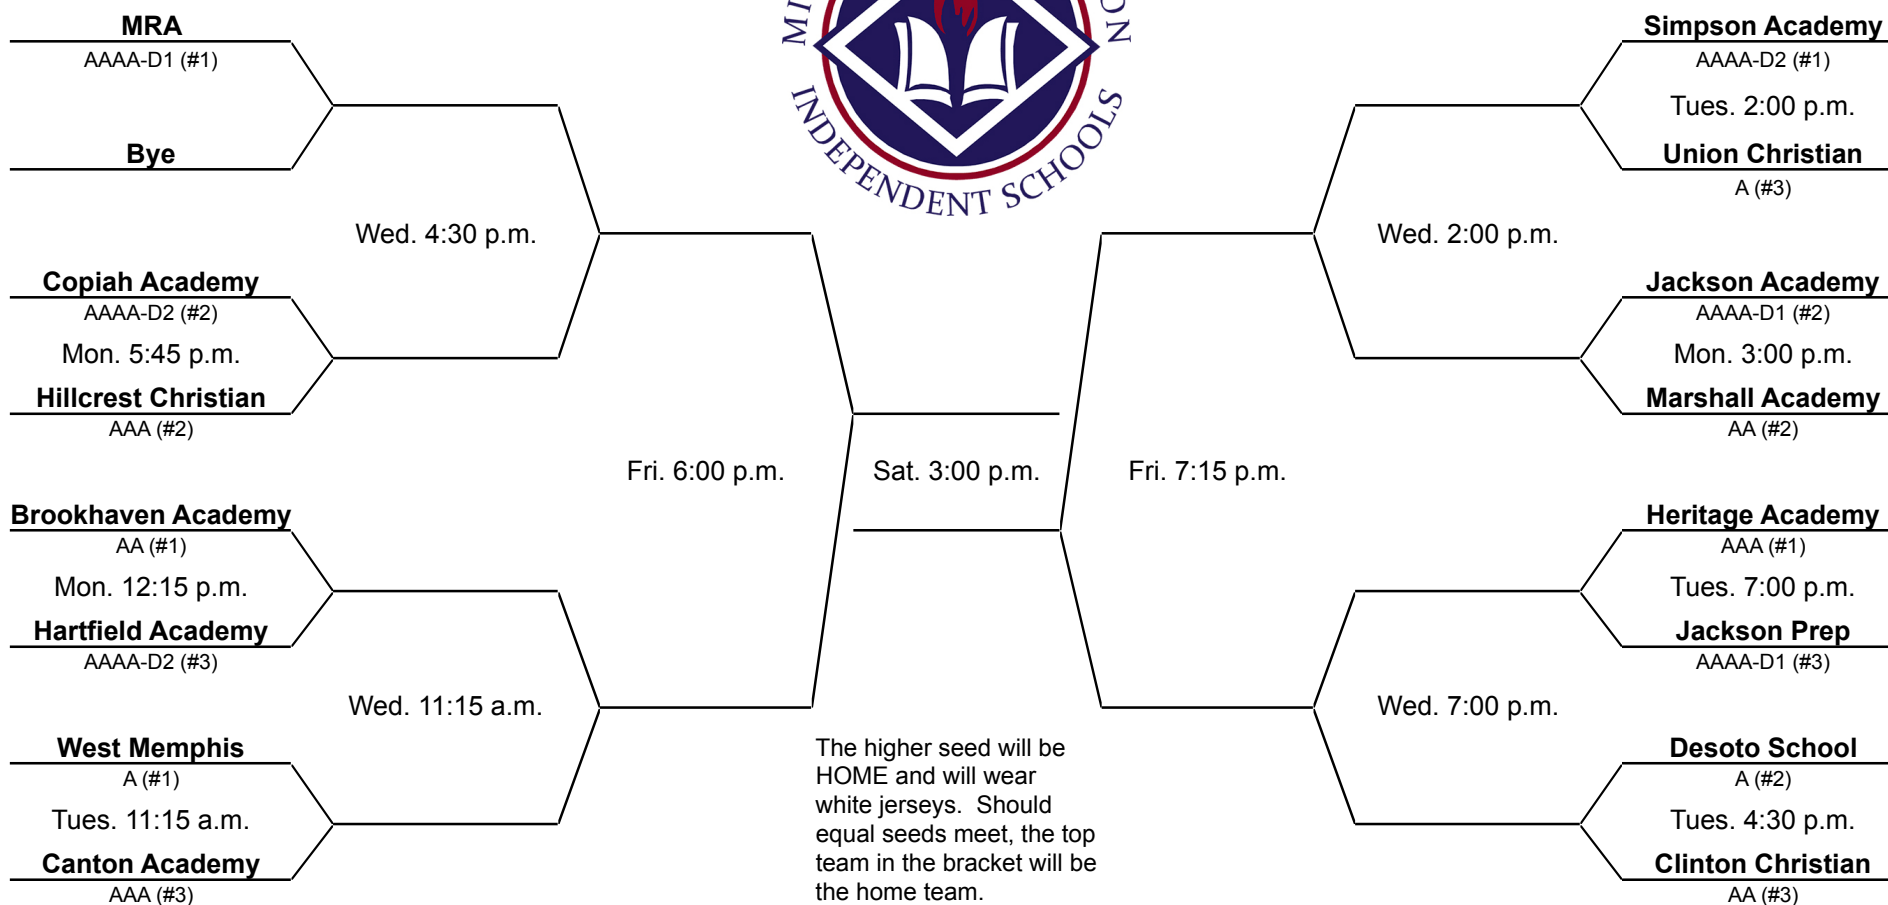 MRA
AAAA-D1 (#1)
Bye
Wed. 4:30 p.m.
Copiah Academy
AAAA-D2 (#2)
Mon. 5:45 p.m.
Hillcrest Christian
AAA (#2)
Fri. 6:00 p.m.
Brookhaven Academy
AA (#1)
Mon. 12:15 p.m.
Hartfield Academy
AAAA-D2 (#3)
Wed. 11:15 a.m.
West Memphis
A (#1)
Tues. 11:15 a.m.
Canton Academy
AAA (#3)
INDEPENDENT SCHOOLS
Sat. 3:00 p.m.
The higher seed will be
HOME and will wear
white jerseys.  Should
equal seeds meet, the top
team in the bracket will be
the home team.
Simpson Academy
AAAA-D2 (#1)
Tues. 2:00 p.m.
Union Christian
A (#3)
Wed. 2:00 p.m.
Jackson Academy
AAAA-D1 (#2)
Mon. 3:00 p.m.
Marshall Academy
AA (#2)
Fri. 7:15 p.m.
Heritage Academy
AAA (#1)
Tues. 7:00 p.m.
Jackson Prep
AAAA-D1 (#3)
Wed. 7:00 p.m.
Desoto School
A (#2)
Tues. 4:30 p.m.
Clinton Christian
AA (#3)